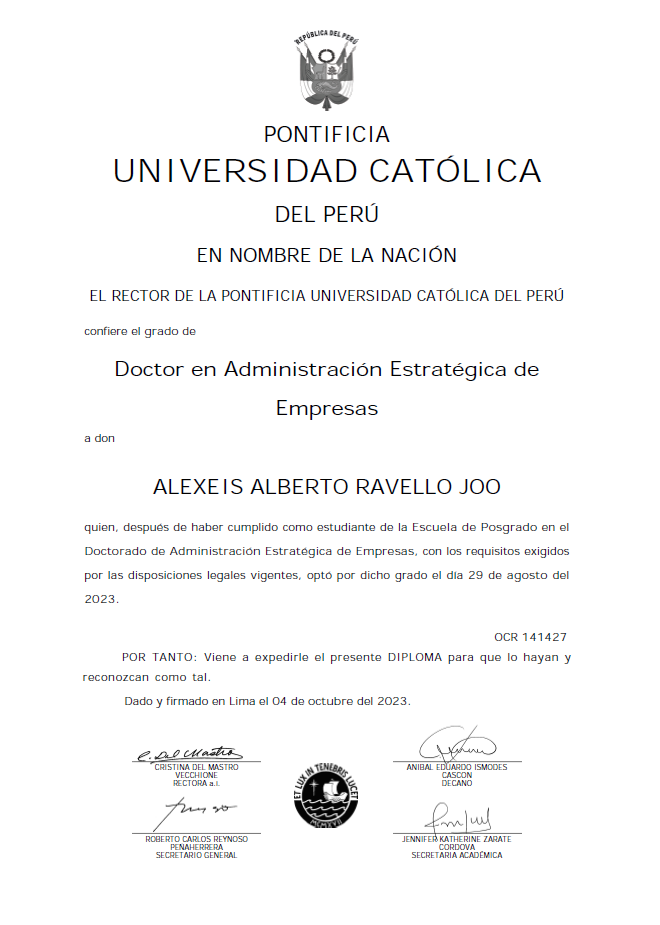 REPÚBLICA DEL PERÚ
PONTIFICIA
UNIVERSIDAD CATÓLICA
DEL PERÚ
EN NOMBRE DE LA NACIÓN
EL RECTOR DE LA PONTIFICIA UNIVERSIDAD CATÓLICA DEL PERÚ
confiere el grado de
Doctor en Administración Estratégica de
Empresas
a don
ALEXEIS ALBERTO RAVELLO JOO
quien, después de haber cumplido como estudiante de la Escuela de Posgrado en el
Doctorado de Administración Estratégica de Empresas, con los requisitos exigidos
por las disposiciones legales vigentes, optó por dicho grado el día 29 de agosto del
2023.
OCR 141427
POR TANTO: Viene a expedirle el presente DIPLOMA para que lo hayan y
reconozcan como tal.
Dado y firmado en Lima el 04 de octubre del 2023.
C. Del Mastro
CRISTINA DEL MASTRO
VECCHIONE
RECTORA a.i.
ANIBAL EDUARDO ISMODES
CASCON
DECANO
ET LUX IN TENEBRIS LUCET
MCMXVII
ROBERTO CARLOS REYNOSO
PEÑAHERRERA
SECRETARIO GENERAL
JENNIFER KATHERINE ZARATE
CORDOVA
SECRETARIA ACADÉMICA